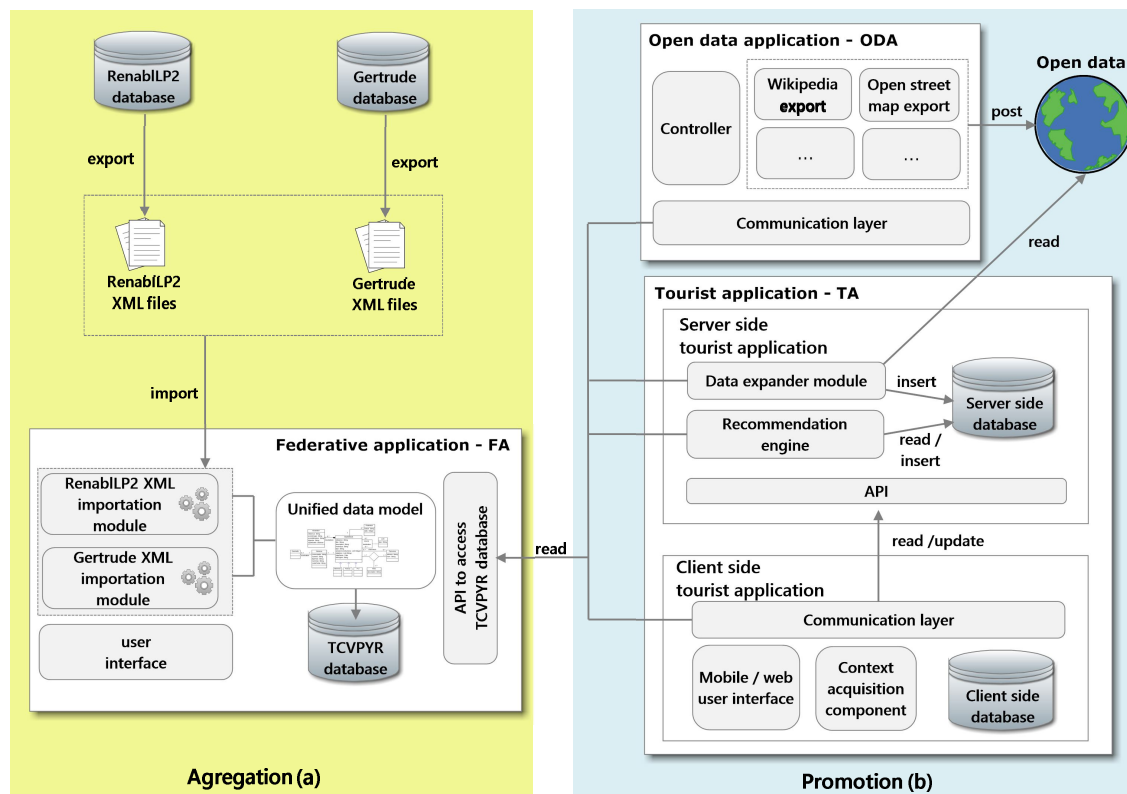 RenablLP2
database
Gertrude
database
export
export
RenabiLP2
XML files
Gertrude
XML files
import
Federative application - FA
RenablLP2 XML
importation
module
Gertrude XML
importation
module
user
interface
Unified data model
TCVPYR
database
API to access
TCVPYR database
Agregation (a)
read
Open data application - ODA
Controller
Wikipedia
export
Open street
map export
...
...
Communication layer
post
Open data
read
Tourist application - TA
Server side
tourist application
Data expander module
insert
Recommendation
engine
read /
insert
Server side
database
API
read /update
Client side
tourist application
Communication layer
Mobile / web
user interface
Context
acquisition
component
Client side
database
Promotion (b)